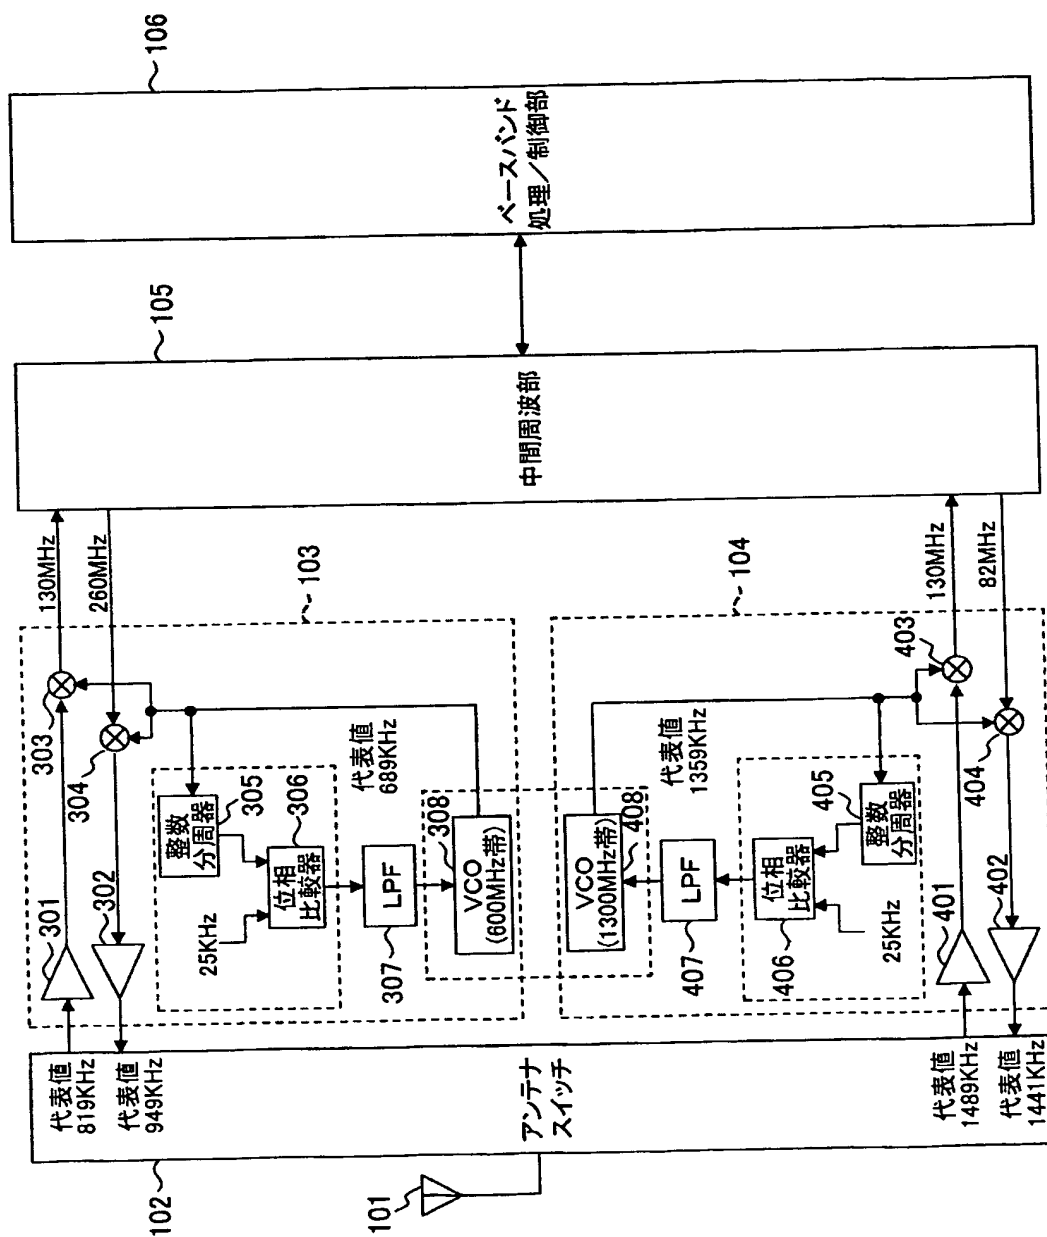 106
ベースバンド
処理／制御部
105
中間周波部
130MHz
260MHz
103
303
304
整数
分周器
305
位相
比較器
306
25KHz
LPF
307
代表値
689KHz
308
VCO
(600MHz帯)
301
302
104
130MHz
82MHz
403
404
代表値
1359KHz
VCO
(1300MHz帯)
408
LPF
407
位相
比較器
406
整数
分周器
405
25KHz
401
402
代表値
819KHz
代表値
949KHz
アンテナ
スイッチ
代表値
1489KHz
代表値
1441KHz
102
101